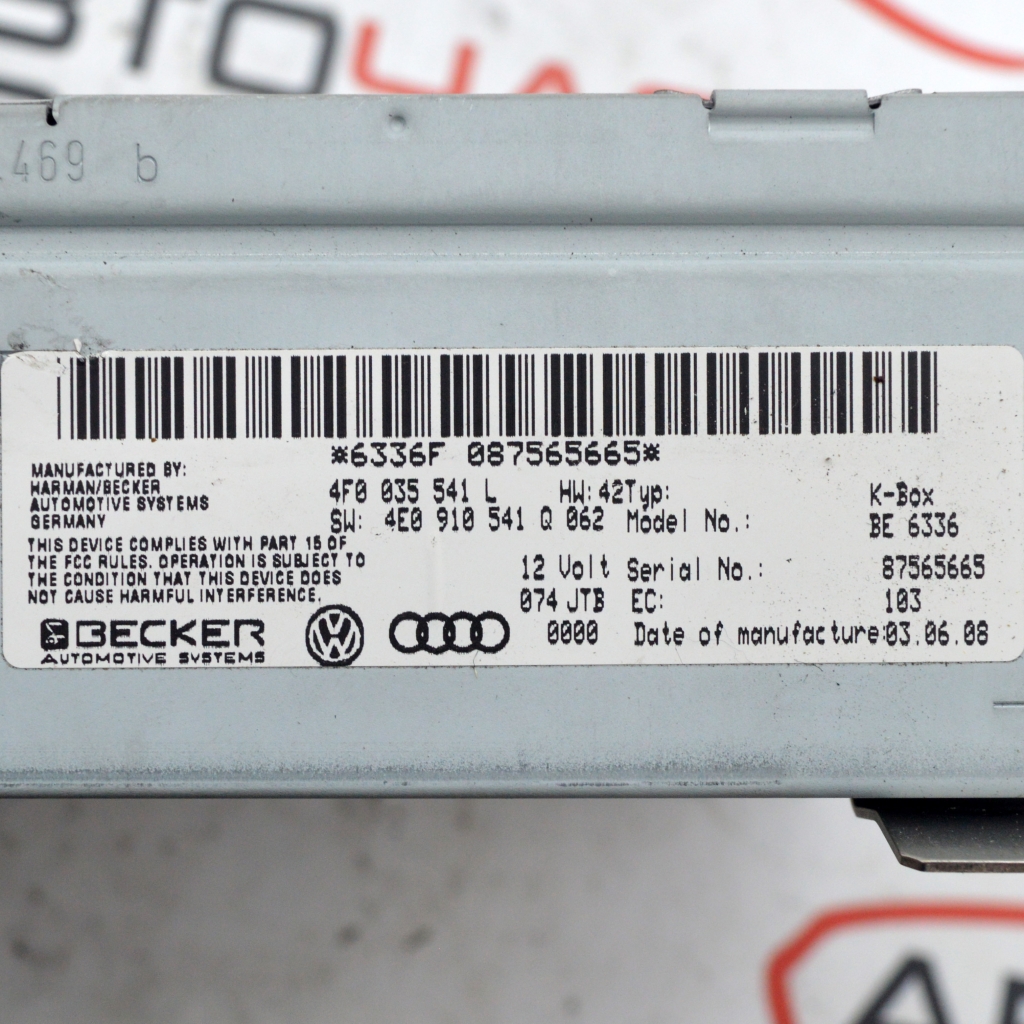 469 b
*6336F 087565665*
MANUFACTURED BY:
HARMAN/BECKER
AUTOMOTIVE SYSTEMS
GERMANY
4F0 035 541 L HW: 42 Typ: K-Box
SW: 4E0 910 541 Q 062 Model No.: BE 6336
THIS DEVICE COMPLIES WITH PART 15 OF
THE FCC RULES. OPERATION IS SUBJECT TO
THE CONDITION THAT THIS DEVICE DOES
NOT CAUSE HARMFUL INTERFERENCE.
12 Volt Serial No.: 87565665
074 JTB EC: 103
0000 Date of manufacture: 03.06.08
BECKER
AUTOMOTIVE SYSTEMS